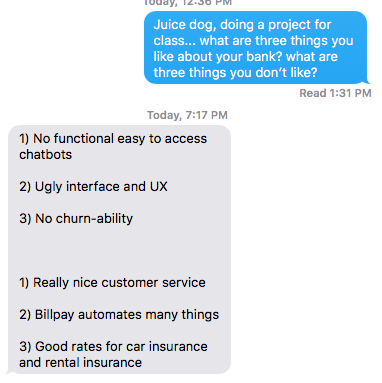 Today, 12:36 PM
Juice dog, doing a project for
class... what are three things you
like about your bank? what are
three things you don't like?
Read 1:31 PM
Today, 7:17 PM
1) No functional easy to access
chatbots
2) Ugly interface and UX
3) No churn-ability
1) Really nice customer service
2) Billpay automates many things
3) Good rates for car insurance
and rental insurance